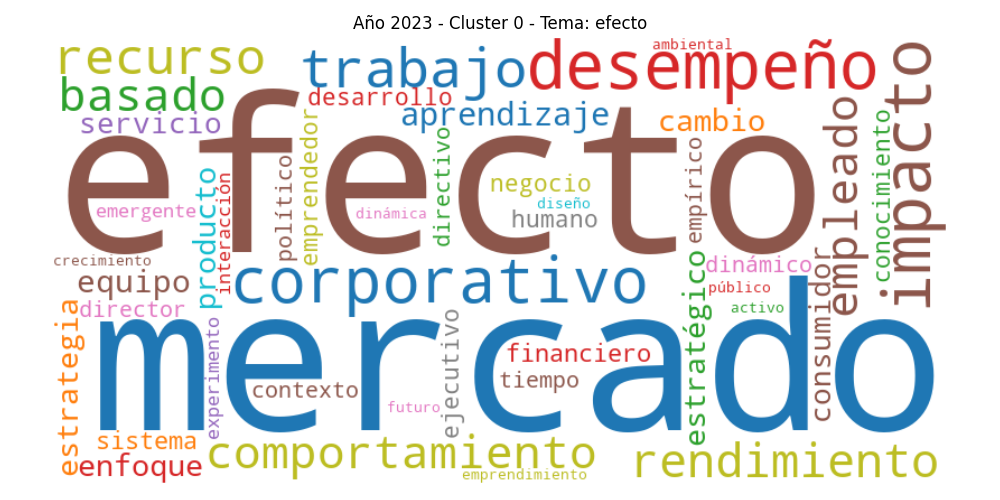 Año 2023 - Cluster 0 - Tema: efecto
recurso
trabajo
desempeño
ambiental
impacto
basado
desarrollo
aprendizaje
servicio
cambio
empleado
conocimiento
efecto
político
emprendedor
directivo
empírico
producto
interacción
negocio
diseño
humano
emergente
dinámica
crecimiento
equipo
corporativo
dinámico
público
activo
consumidor
director
estrategia
mercado
experimento
ejecutivo
estratégico
financiero
tiempo
contexto
futuro
sistema
enfoque
comportamiento
emprendimiento
rendimiento